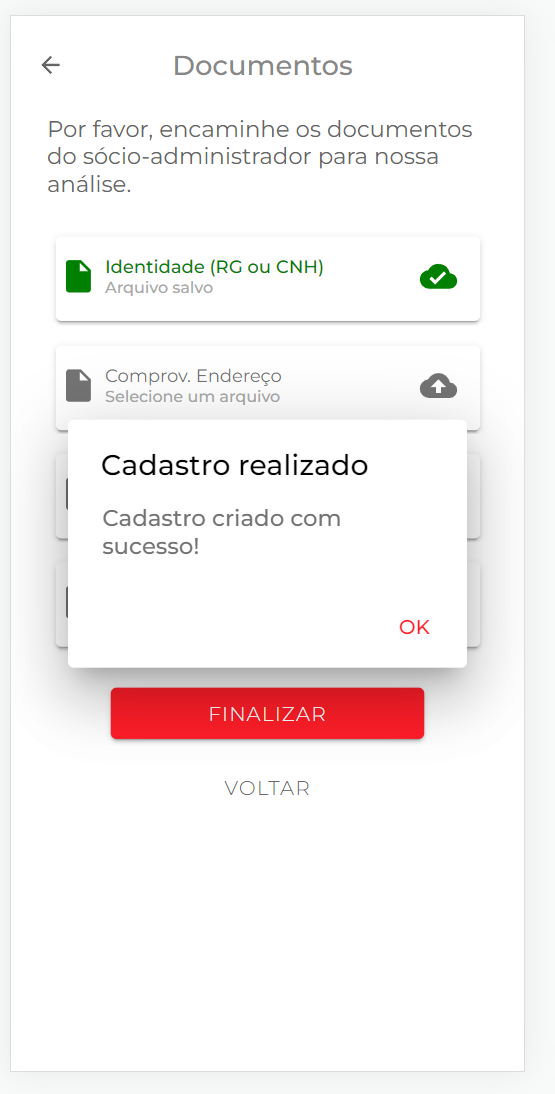 Documentos
Por favor, encaminhe os documentos
do sócio-administrador para nossa
análise.
Identidade (RG ou CNH)
Arquivo salvo
Comprov. Endereço
Selecione um arquivo
Cadastro realizado
Cadastro criado com
sucesso!
OK
FINALIZAR
VOLTAR